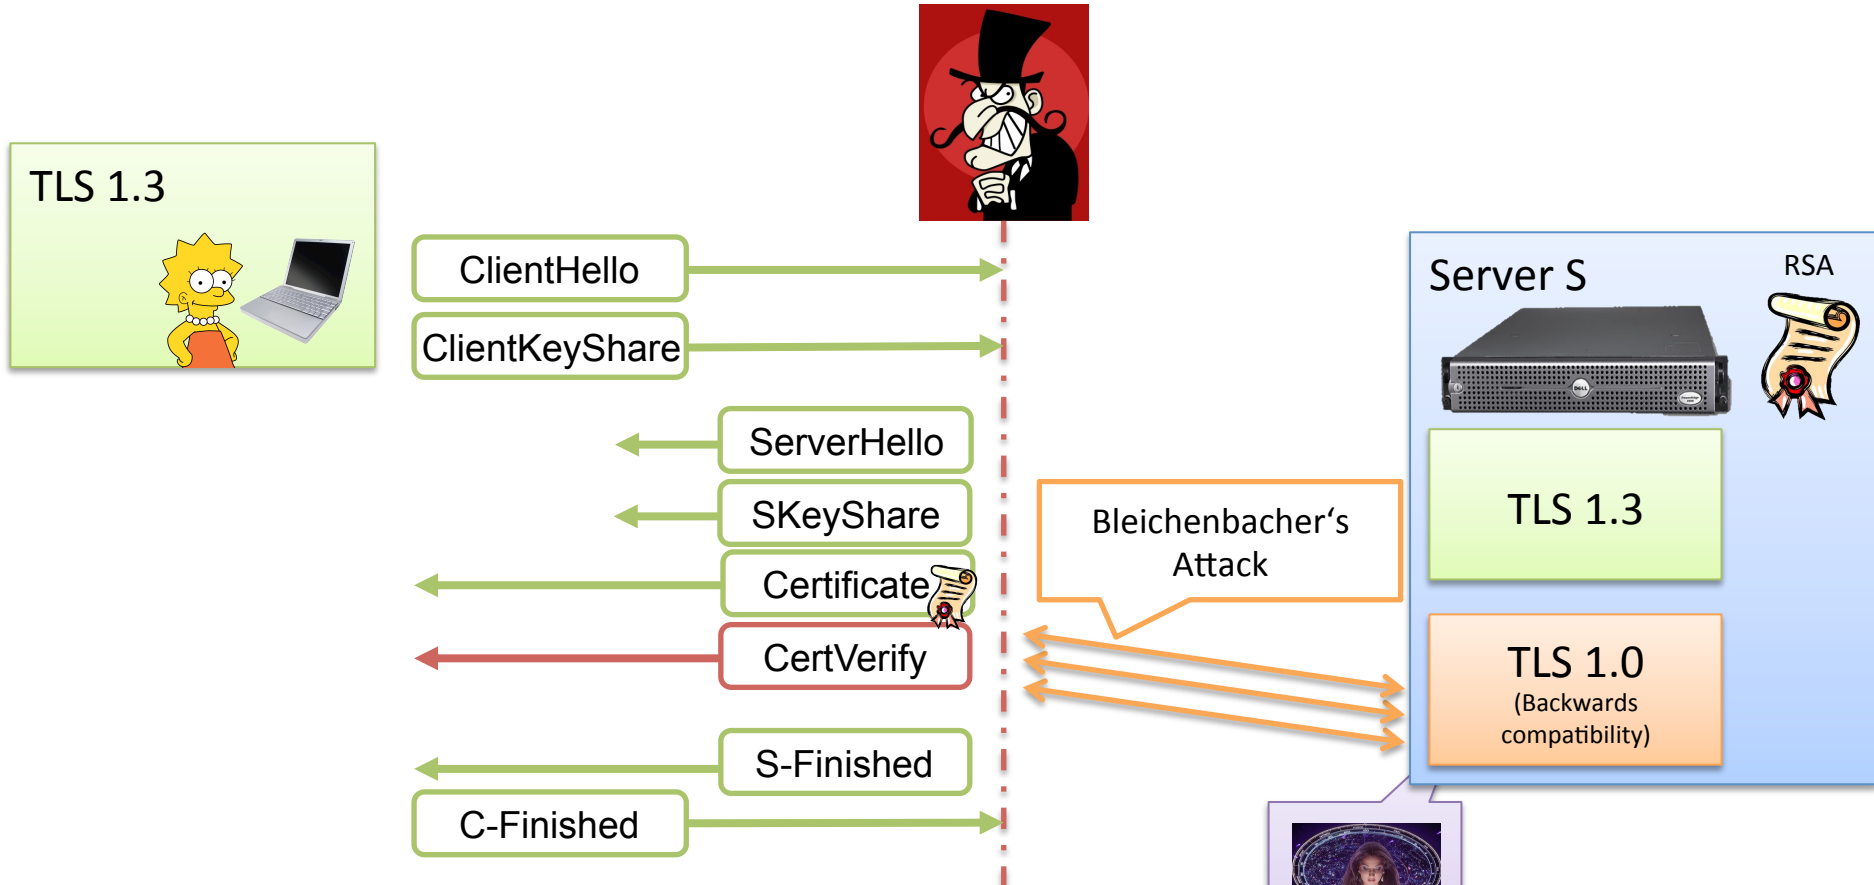 TLS 1.3
ClientHello
ClientKeyShare
ServerHello
SKeyShare
Certificate
CertVerify
S-Finished
C-Finished
Bleichenbacher‘s
Attack
Server S
RSA
DELL
TLS 1.3
TLS 1.0
(Backwards
compatibility)